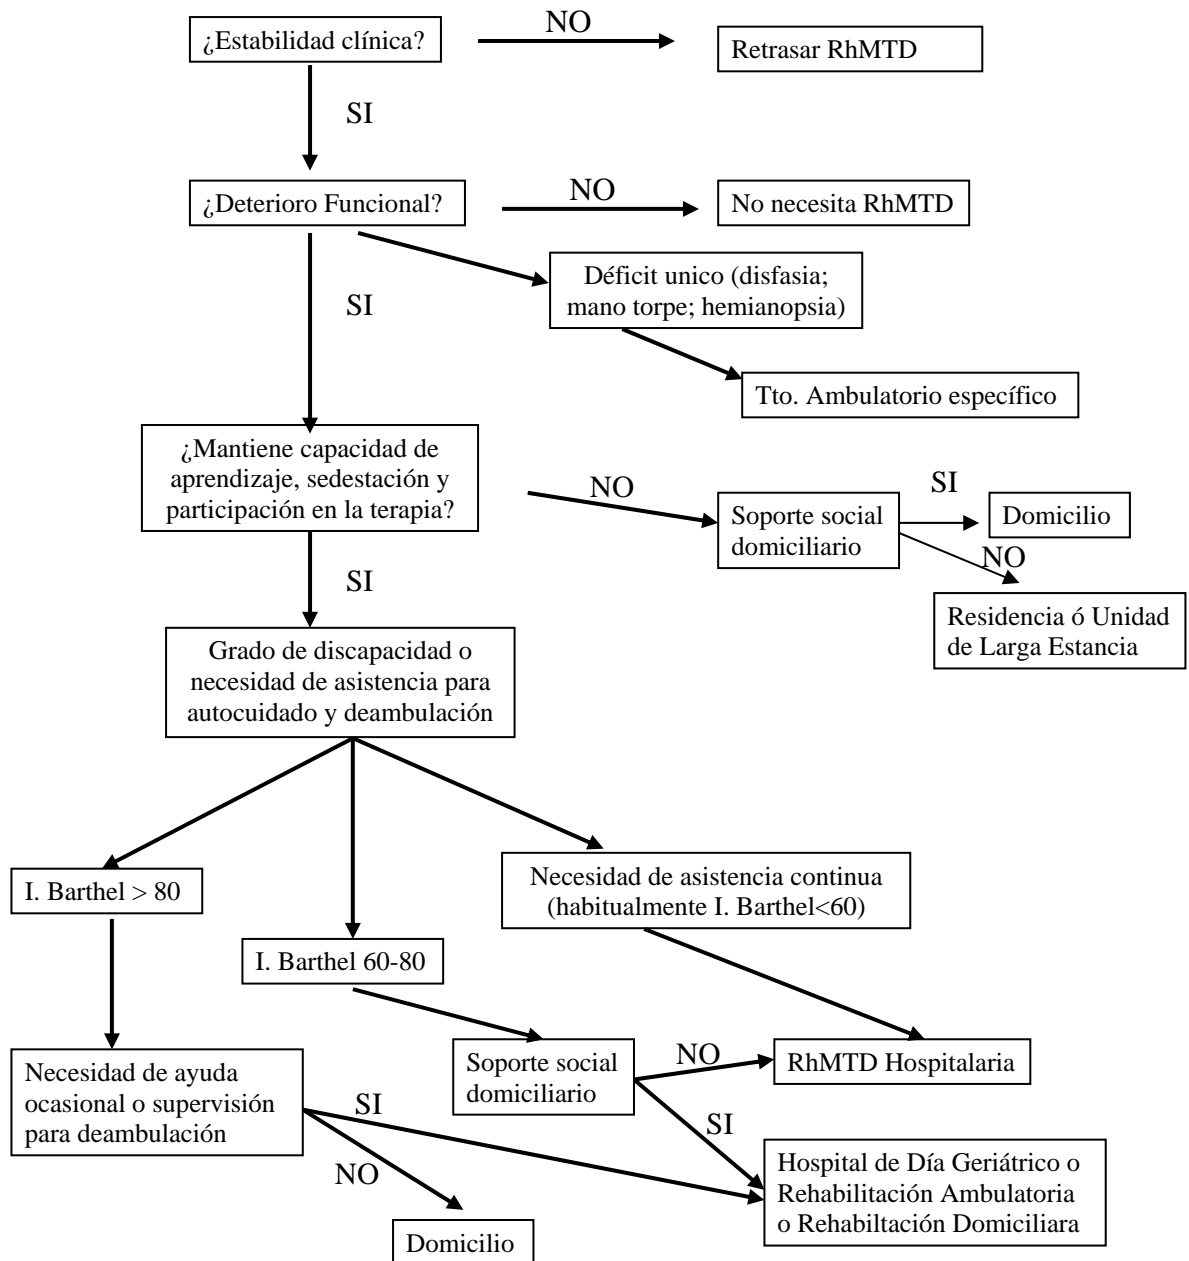 ¿Estabilidad clínica?
NO
Retrasar RhMTD
SI
¿Deterioro Funcional?
NO
No necesita RhMTD
SI
Déficit unico (disfasia;
mano torpe; hemianopsia)
Tto. Ambulatorio específico
¿Mantiene capacidad de
aprendizaje, sedestación y
participación en la terapia?
NO
Soporte social
domiciliario
SI
Domicilio
NO
Residencia ó Unidad
de Larga Estancia
SI
Grado de discapacidad o
necesidad de asistencia para
autocuidado y deambulación
I. Barthel > 80
I. Barthel 60-80
Necesidad de asistencia continua
(habitualmente I. Barthel<60)
Necesidad de ayuda
ocasional o supervisión
para deambulación
Soporte social
domiciliario
NO
RhMTD Hospitalaria
SI
SI
Hospital de Día Geriátrico o
Rehabilitación Ambulatoria
o Rehabiltación Domiciliara
NO
Domicilio